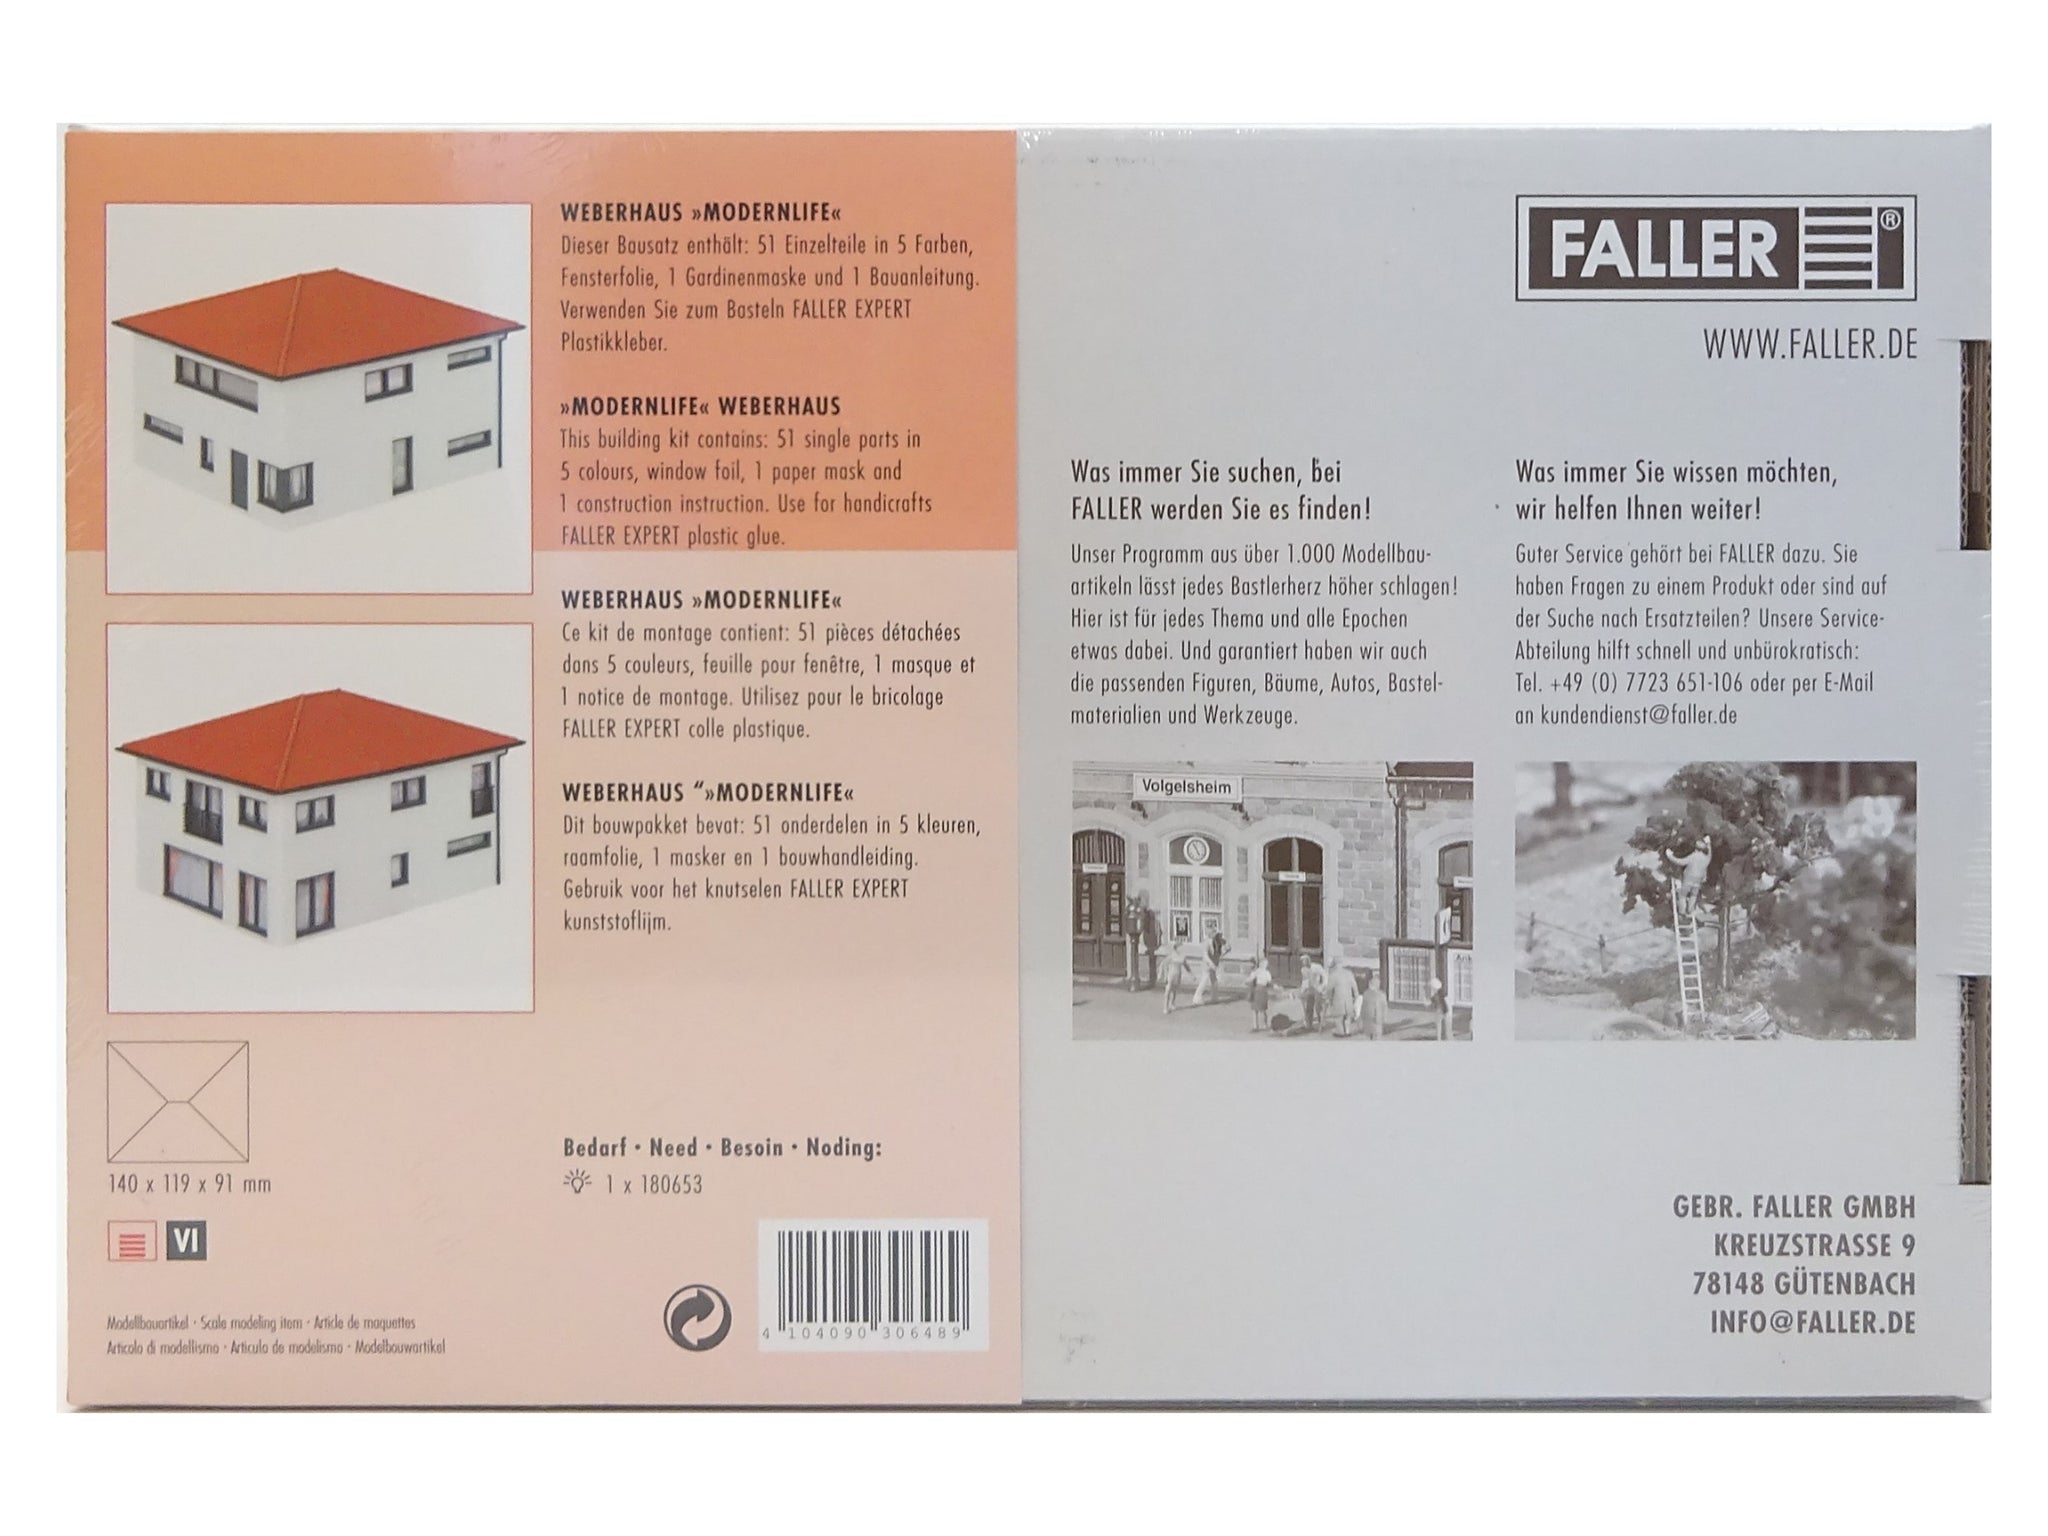 WEBERHAUS »MODERNLIFE«
Dieser Bausatz enthält: 51 Einzelteile in 5 Farben,
Fensterfolie, 1 Gardinenmaske und 1 Bauanleitung.
Verwenden Sie zum Basteln FALLER EXPERT
Plastikkleber.
»MODERNLIFE« WEBERHAUS
This building kit contains: 51 single parts in
5 colours, window foil, 1 paper mask and
1 construction instruction. Use for handicrafts
FALLER EXPERT plastic glue.
WEBERHAUS »MODERNLIFE«
Ce kit de montage contient: 51 pièces détachées
dans 5 couleurs, feuille pour fenêtre, 1 masque et
1 notice de montage. Utilisez pour le bricolage
FALLER EXPERT colle plastique.
WEBERHAUS “»MODERNLIFE«
Dit bouwpakket bevat: 51 onderdelen in 5 kleuren,
raamfolie, 1 masker en 1 bouwhandleiding.
Gebruik voor het knutselen FALLER EXPERT
kunststoflijm.
140 x 119 x 91 mm
VI
Bedarf · Need · Besoin · Noding:
1 x 180653
Modellbauartikel · Scale modeling item · Article de maquettes
Articolo di modellismo · Articulo de modelismo · Modelbouwartikel
4 104090 306489
FALLER ®
WWW.FALLER.DE
Was immer Sie suchen, bei
FALLER werden Sie es finden!
Unser Programm aus über 1.000 Modellbau-
artikeln lässt jedes Bastlerherz höher schlagen!
Hier ist für jedes Thema und alle Epochen
etwas dabei. Und garantiert haben wir auch
die passenden Figuren, Bäume, Autos, Bastel-
materialien und Werkzeuge.
Volgelsheim
Was immer Sie wissen möchten,
wir helfen Ihnen weiter!
Guter Service gehört bei FALLER dazu. Sie
haben Fragen zu einem Produkt oder sind auf
der Suche nach Ersatzteilen? Unsere Service-
Abteilung hilft schnell und unbürokratisch:
Tel. +49 (0) 7723 651-106 oder per E-Mail
an kundendienst@faller.de
GEBR. FALLER GMBH
KREUZSTRASSE 9
78148 GÜTENBACH
INFO@FALLER.DE